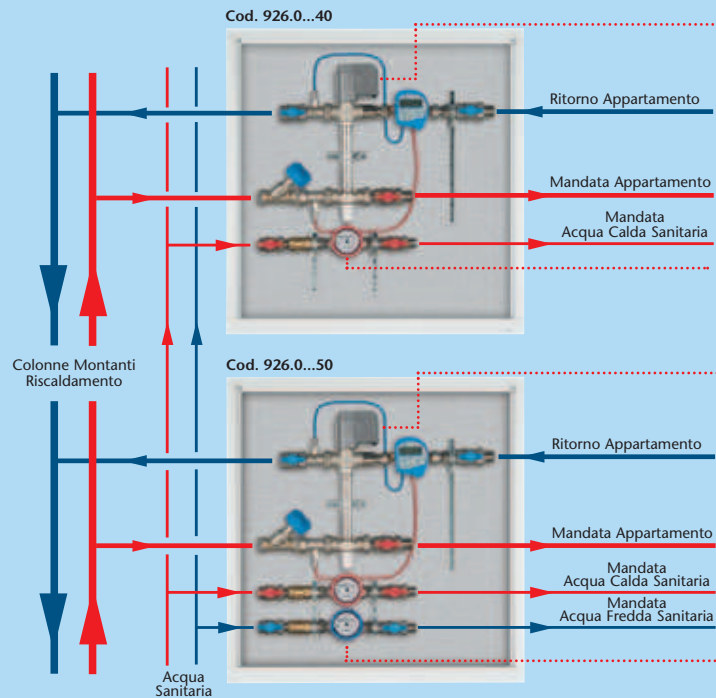 Cod. 926.0...40
Ritorno Appartamento
Mandata Appartamento
Mandata
Acqua Calda Sanitaria
Colonne Montanti
Riscaldamento
Cod. 926.0...50
Ritorno Appartamento
Mandata Appartamento
Mandata
Acqua Calda Sanitaria
Mandata
Acqua Fredda Sanitaria
Acqua
Sanitaria